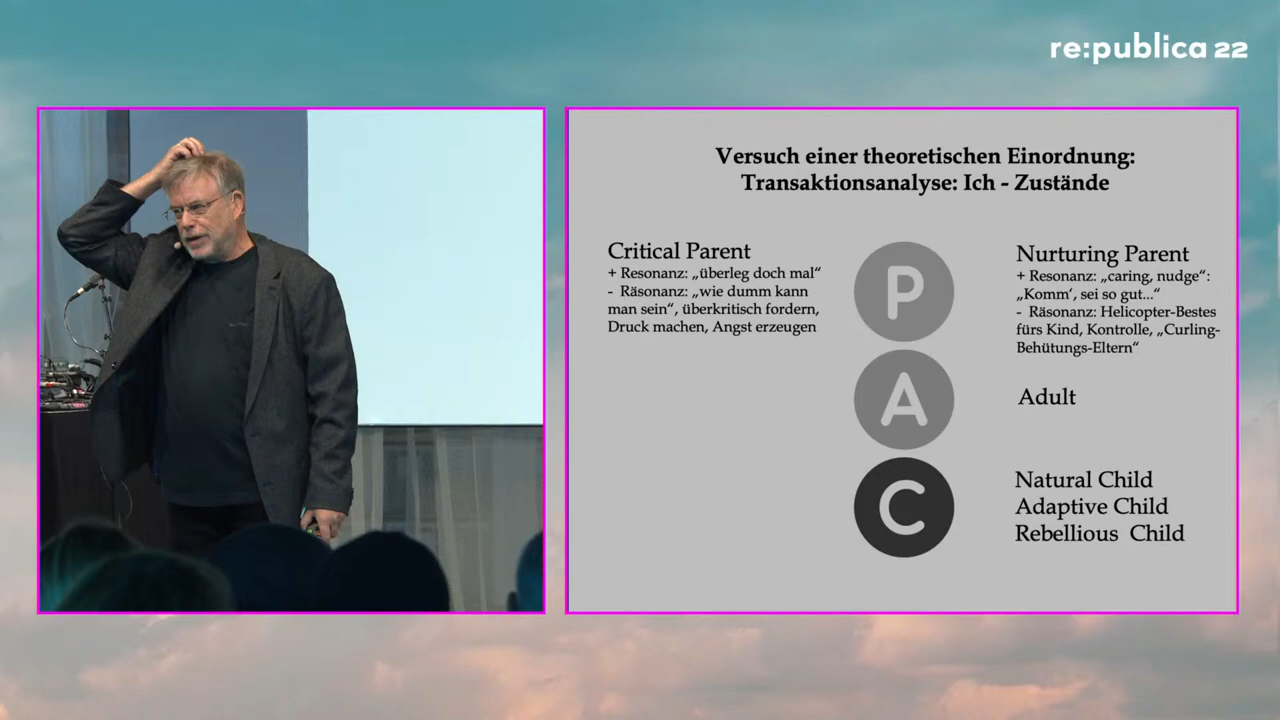 re:publica 22
Versuch einer theoretischen Einordnung:
Transaktionsanalyse: Ich - Zustände
Critical Parent
+ Resonanz: „überleg doch mal“
- Räsonanz: „wie dumm kann
man sein“, überkritisch fordern,
Druck machen, Angst erzeugen
P
Nurturing Parent
+ Resonanz: „caring, nudge“:
„Komm‘, sei so gut...“
- Räsonanz: Helicopter-Bestes
fürs Kind, Kontrolle, „Curling-
Behütungs-Eltern“
A
Adult
C
Natural Child
Adaptive Child
Rebellious Child